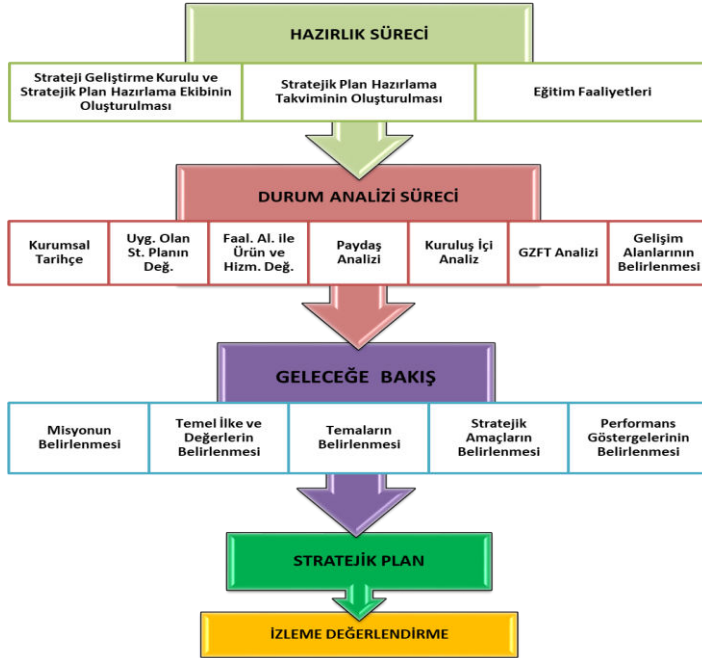 HAZIRLIK SÜRECİ
Strateji Geliştirme Kurulu ve
Stratejik Plan Hazırlama Ekibinin
Oluşturulması
Stratejik Plan Hazırlama
Takviminin Oluşturulması
Eğitim Faaliyetleri
DURUM ANALİZİ SÜRECİ
Kurumsal
Tarihçe
Uyg. Olan
St. Planın
Değ.
Faal. Al. ile
Ürün ve
Hizm. Değ.
Paydaş
Analizi
Kuruluş İçi
Analiz
GZFT Analizi
Gelişim
Alanlarının
Belirlenmesi
GELECEĞE BAKIŞ
Misyonun
Belirlenmesi
Temel İlke ve
Değerlerin
Belirlenmesi
Temaların
Belirlenmesi
Stratejik
Amaçların
Belirlenmesi
Performans
Göstergelerinin
Belirlenmesi
STRATEJİK PLAN
İZLEME DEĞERLENDİRME